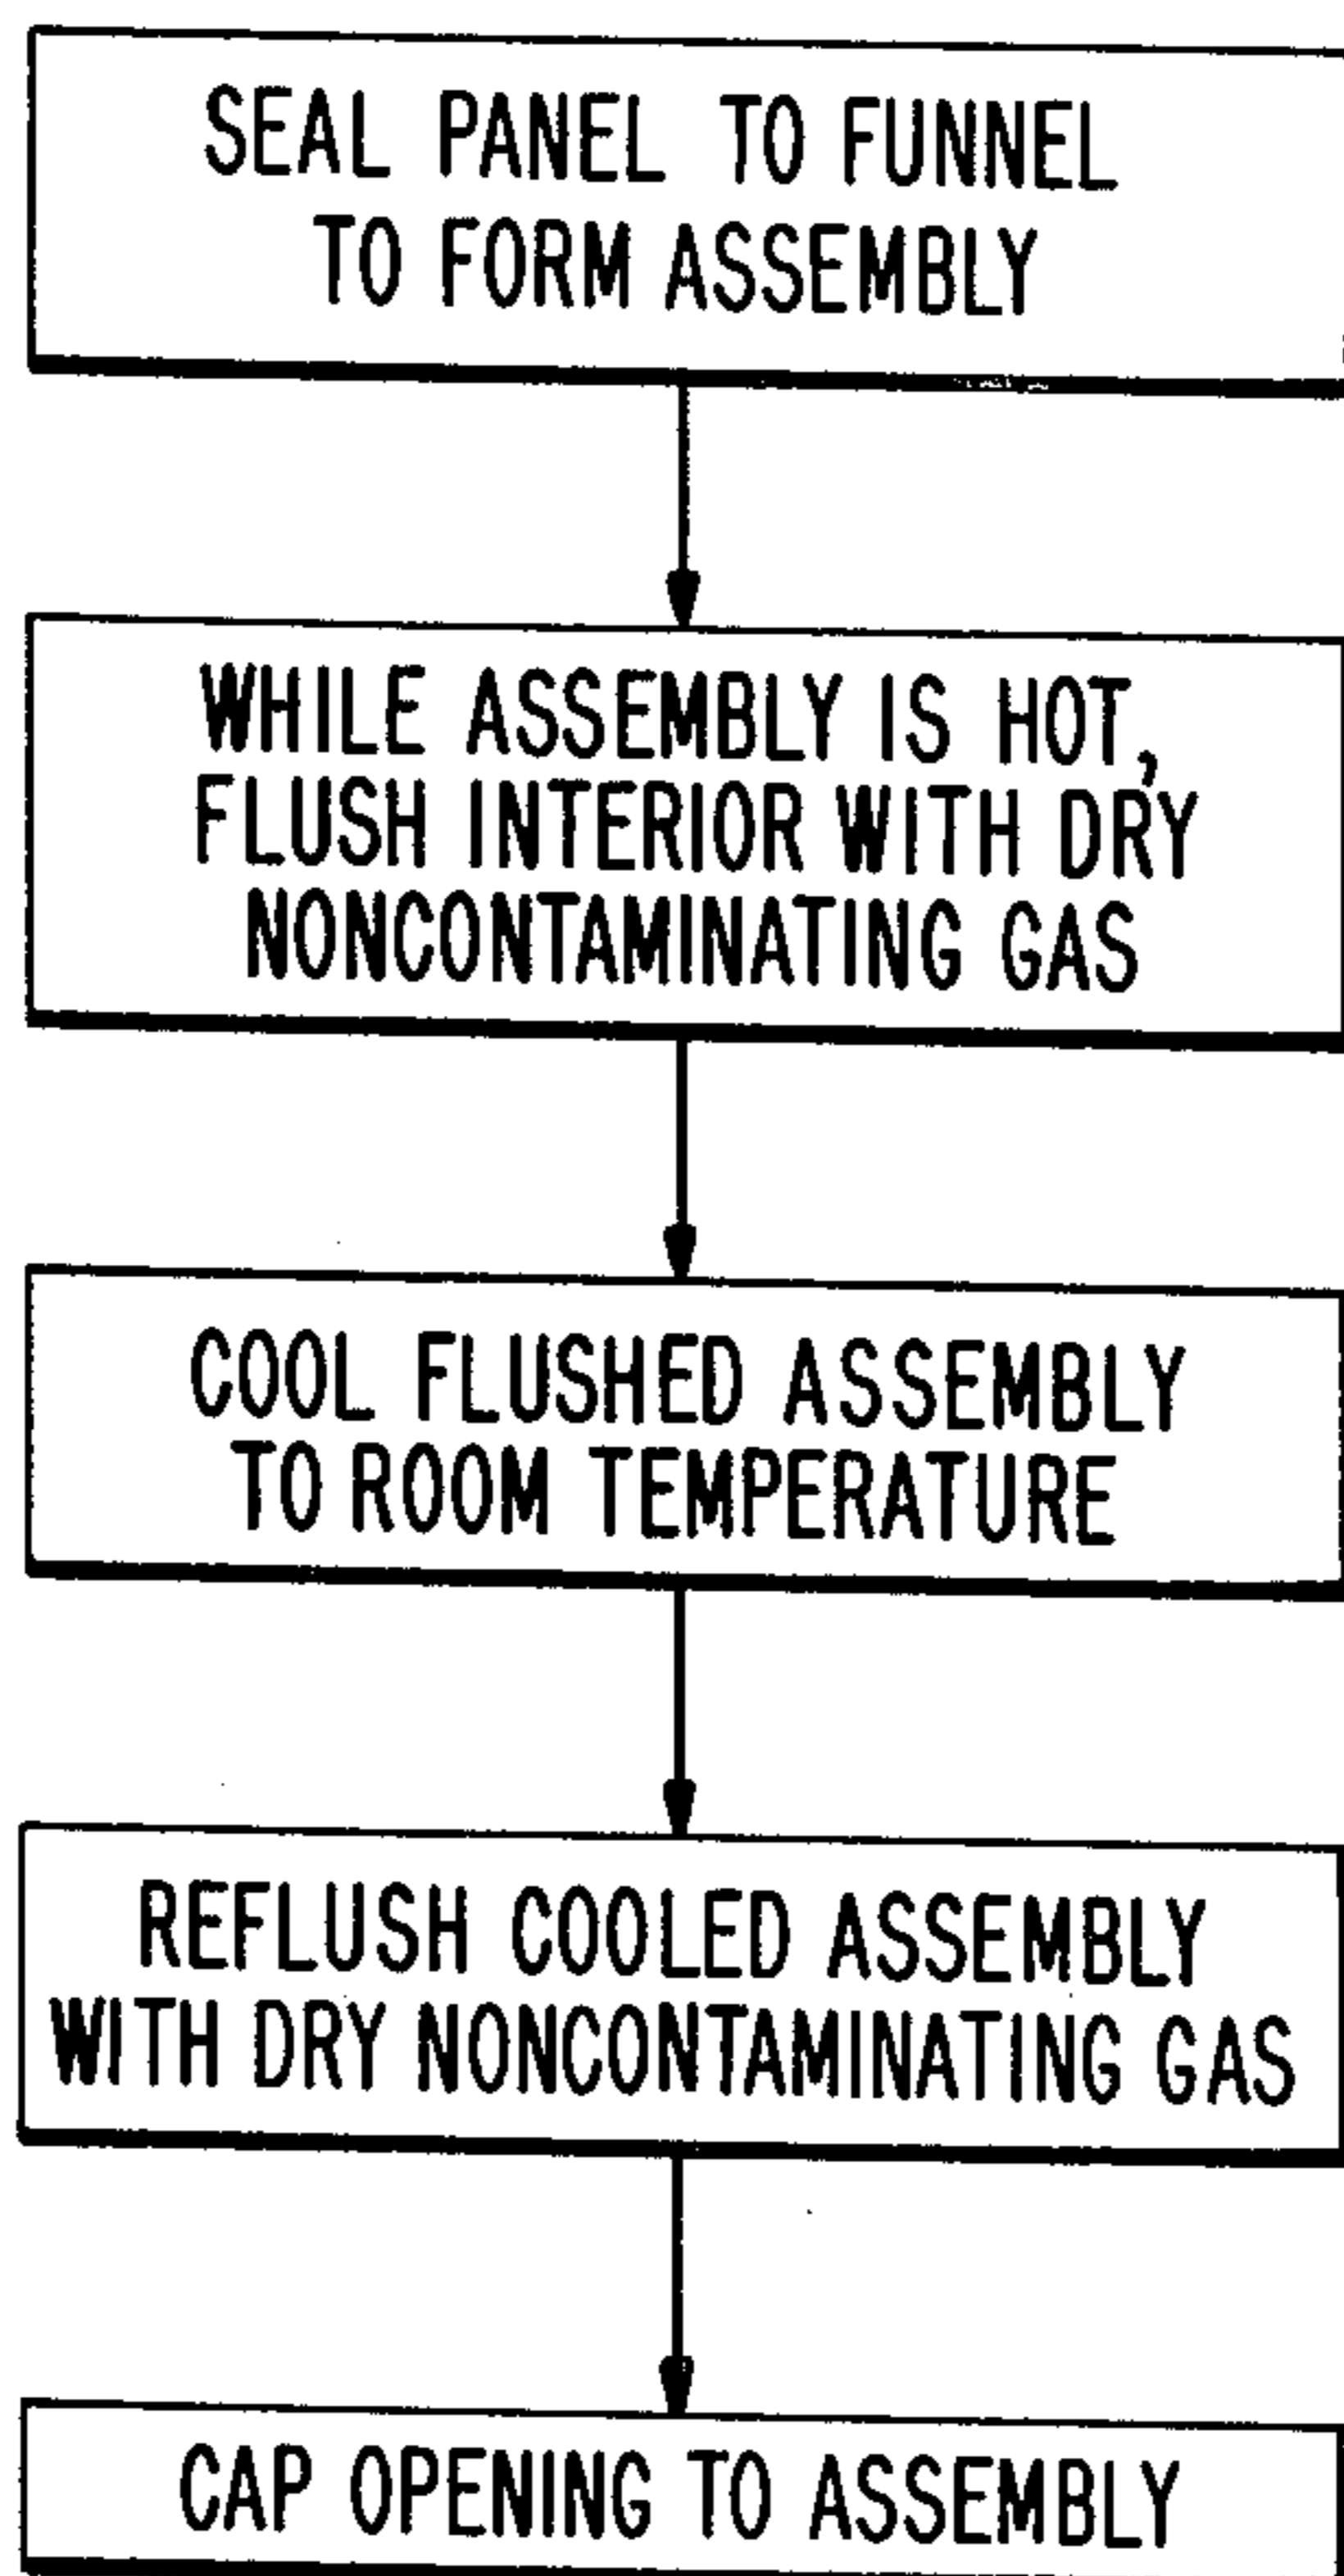 SEAL PANEL TO FUNNEL
TO FORM ASSEMBLY
WHILE ASSEMBLY IS HOT,
FLUSH INTERIOR WITH DRY
NONCONTAMINATING GAS
COOL FLUSHED ASSEMBLY
TO ROOM TEMPERATURE
REFLUSH COOLED ASSEMBLY
WITH DRY NONCONTAMINATING GAS
CAP OPENING TO ASSEMBLY